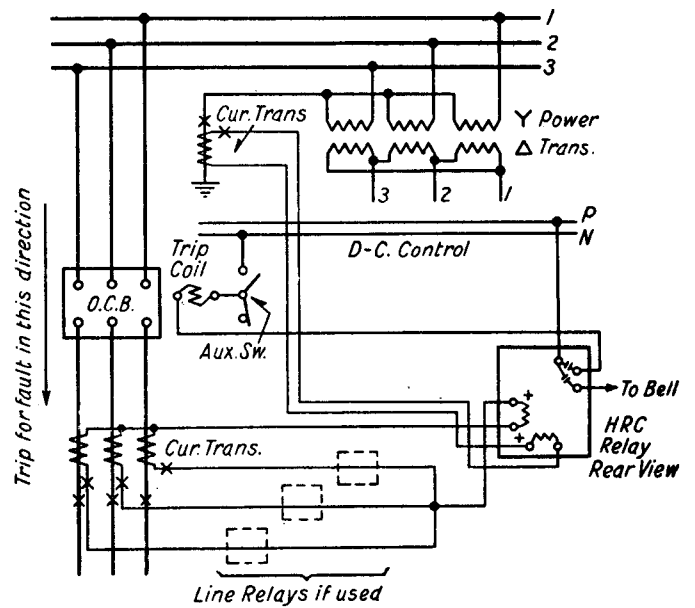 1
2
3
Cur. Trans
Y Power
Δ Trans.
3 2 1
P
N
D-C. Control
Trip
Coil
O.C.B.
Aux. Sw.
Trip for fault in this direction
To Bell
+
+
HRC
Relay
Rear View
Cur. Trans.
Line Relays if used